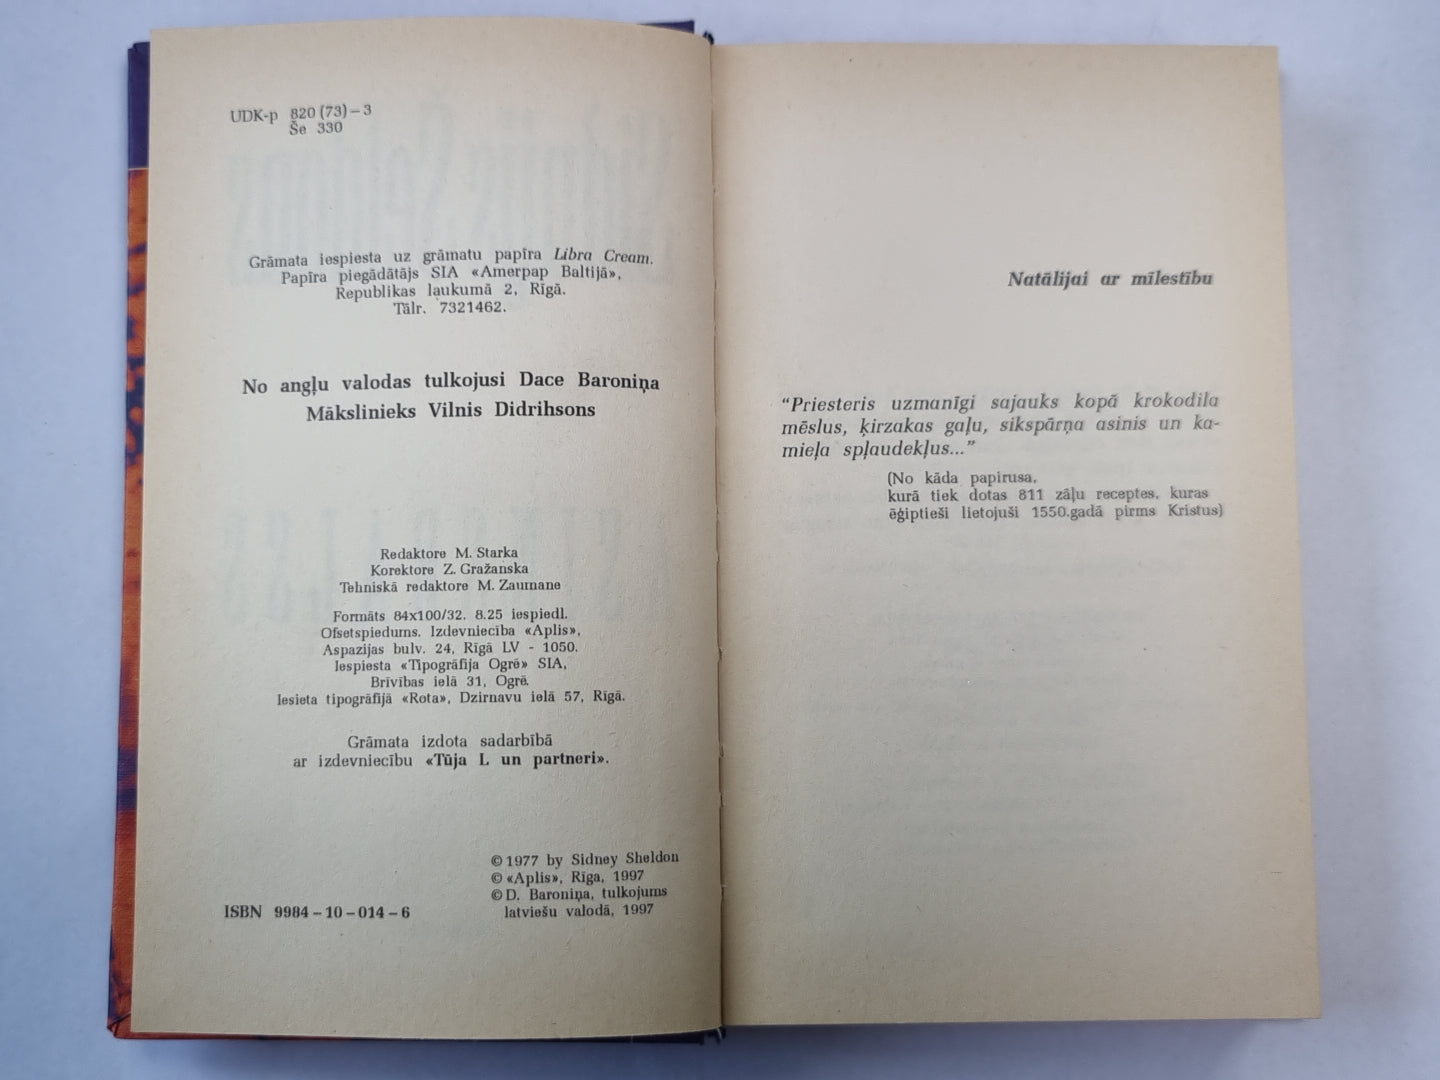 UDK-p 820 (73) – 3
Še 330
Grāmata iespiesta uz grāmatu papīra Libra Cream.
Papīra piegādātājs SIA «Amerpap Baltijā»,
Republikas laukumā 2, Rīgā.
Tālr. 7321462.
No angļu valodas tulkojusi Dace Baroniņa
Mākslinieks Vilnis Didrihsons
Redaktore M. Starka
Korektore Z. Gražanska
Tehniskā redaktore M. Zaumane
Formāts 84x100/32. 8.25 iespiedl.
Ofsetspiedums. Izdevniecība «Aplis»,
Aspazijas bulv. 24, Rīgā LV - 1050.
Iespiesta «Tipogrāfija Ogrē» SIA,
Brīvības ielā 31, Ogrē.
Iesieta tipogrāfijā «Rota», Dzirnavu ielā 57, Rīgā.
Grāmata izdota sadarbībā
ar izdevniecību «Tūja L un partneri».
© 1977 by Sidney Sheldon
© «Aplis», Rīga, 1997
© D. Baroniņa, tulkojums
latviešu valodā, 1997
ISBN 9984 – 10 – 014 – 6
Natālijai ar mīlestību
“Priesteris uzmanīgi sajauks kopā krokodila
mēslus, ķirzakas gaļu, sikspārņa asinis un ka-
mieļa spļaudekļus...”
(No kāda papirusa,
kurā tiek dotas 811 zāļu receptes, kuras
ēģiptieši lietojuši 1550.gadā pirms Kristus)